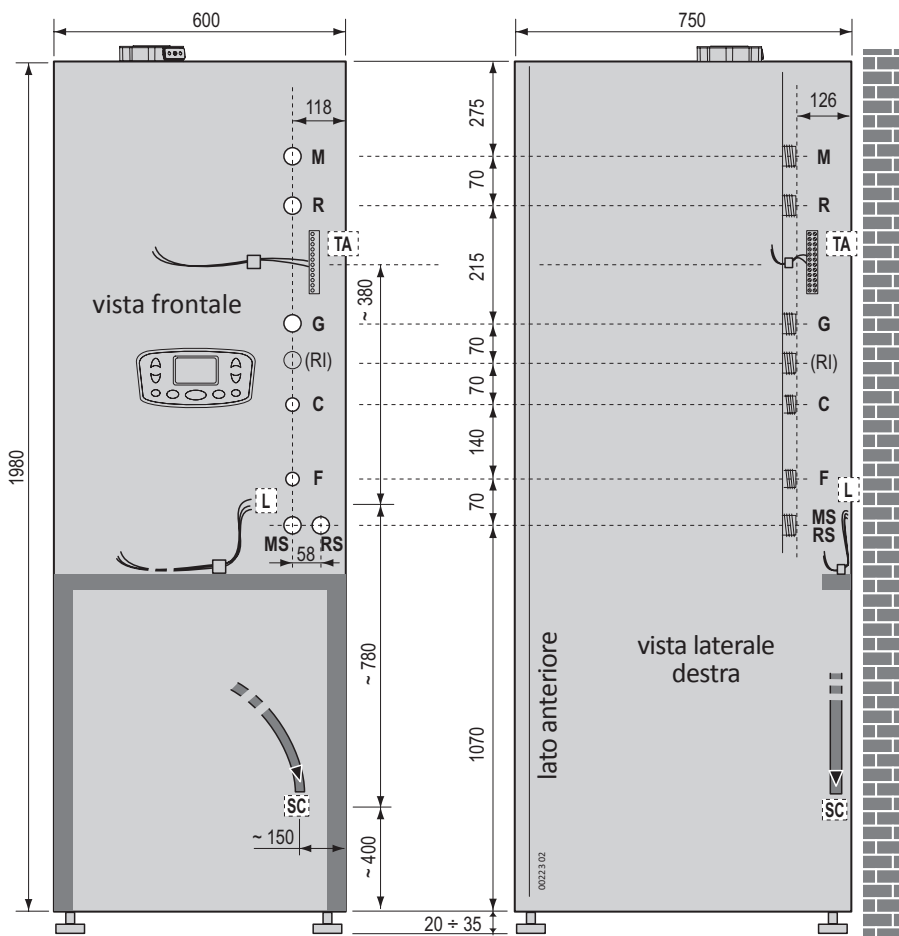 600
750
118
126
275
M
M
70
R
R
TA
TA
215
~ 380
vista frontale
G
G
70
(RI)
(RI)
70
C
C
1980
140
F
F
L
L
70
MS
RS
MS
RS
58
~ 780
vista laterale
destra
lato anteriore
1070
SC
SC
~ 150
~ 400
00223 02
20 ÷ 35